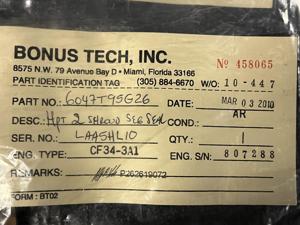 BONUS TECH, INC.
8575 N.W. 79 Avenue Bay D • Miami, Florida 33166
Nº 458065
PART IDENTIFICATION TAG (305) 884-6670 W/O: 10-447
PART NO.: 6047T95G26 DATE: MAR 03 2010
DESC.: HPT 2 SHROUD SEG SEAL COND.: AR
SER. NO.: LAASHL10 QTY.: 1
ENG. TYPE: CF34-3A1 ENG. S/N: 807288
REMARKS: P262619072
FORM: BT02